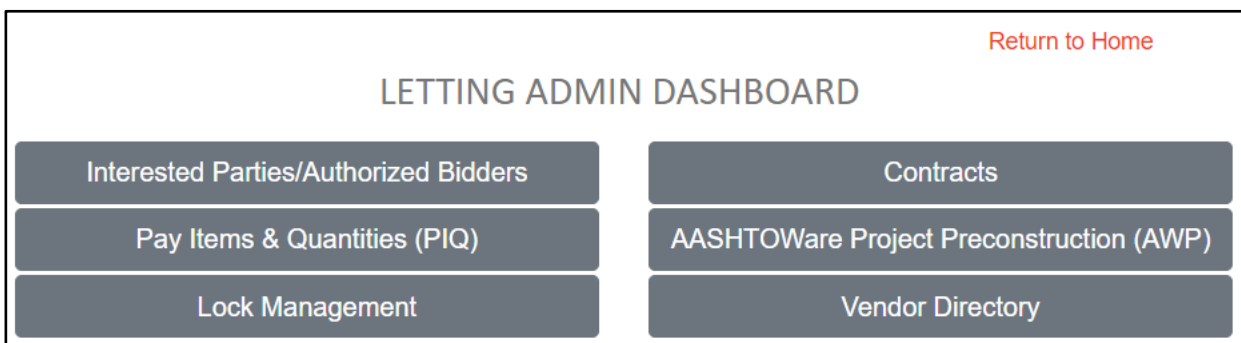 Return to Home
LETTING ADMIN DASHBOARD
Interested Parties/Authorized Bidders
Contracts
Pay Items & Quantities (PIQ)
AASHTOWare Project Preconstruction (AWP)
Lock Management
Vendor Directory